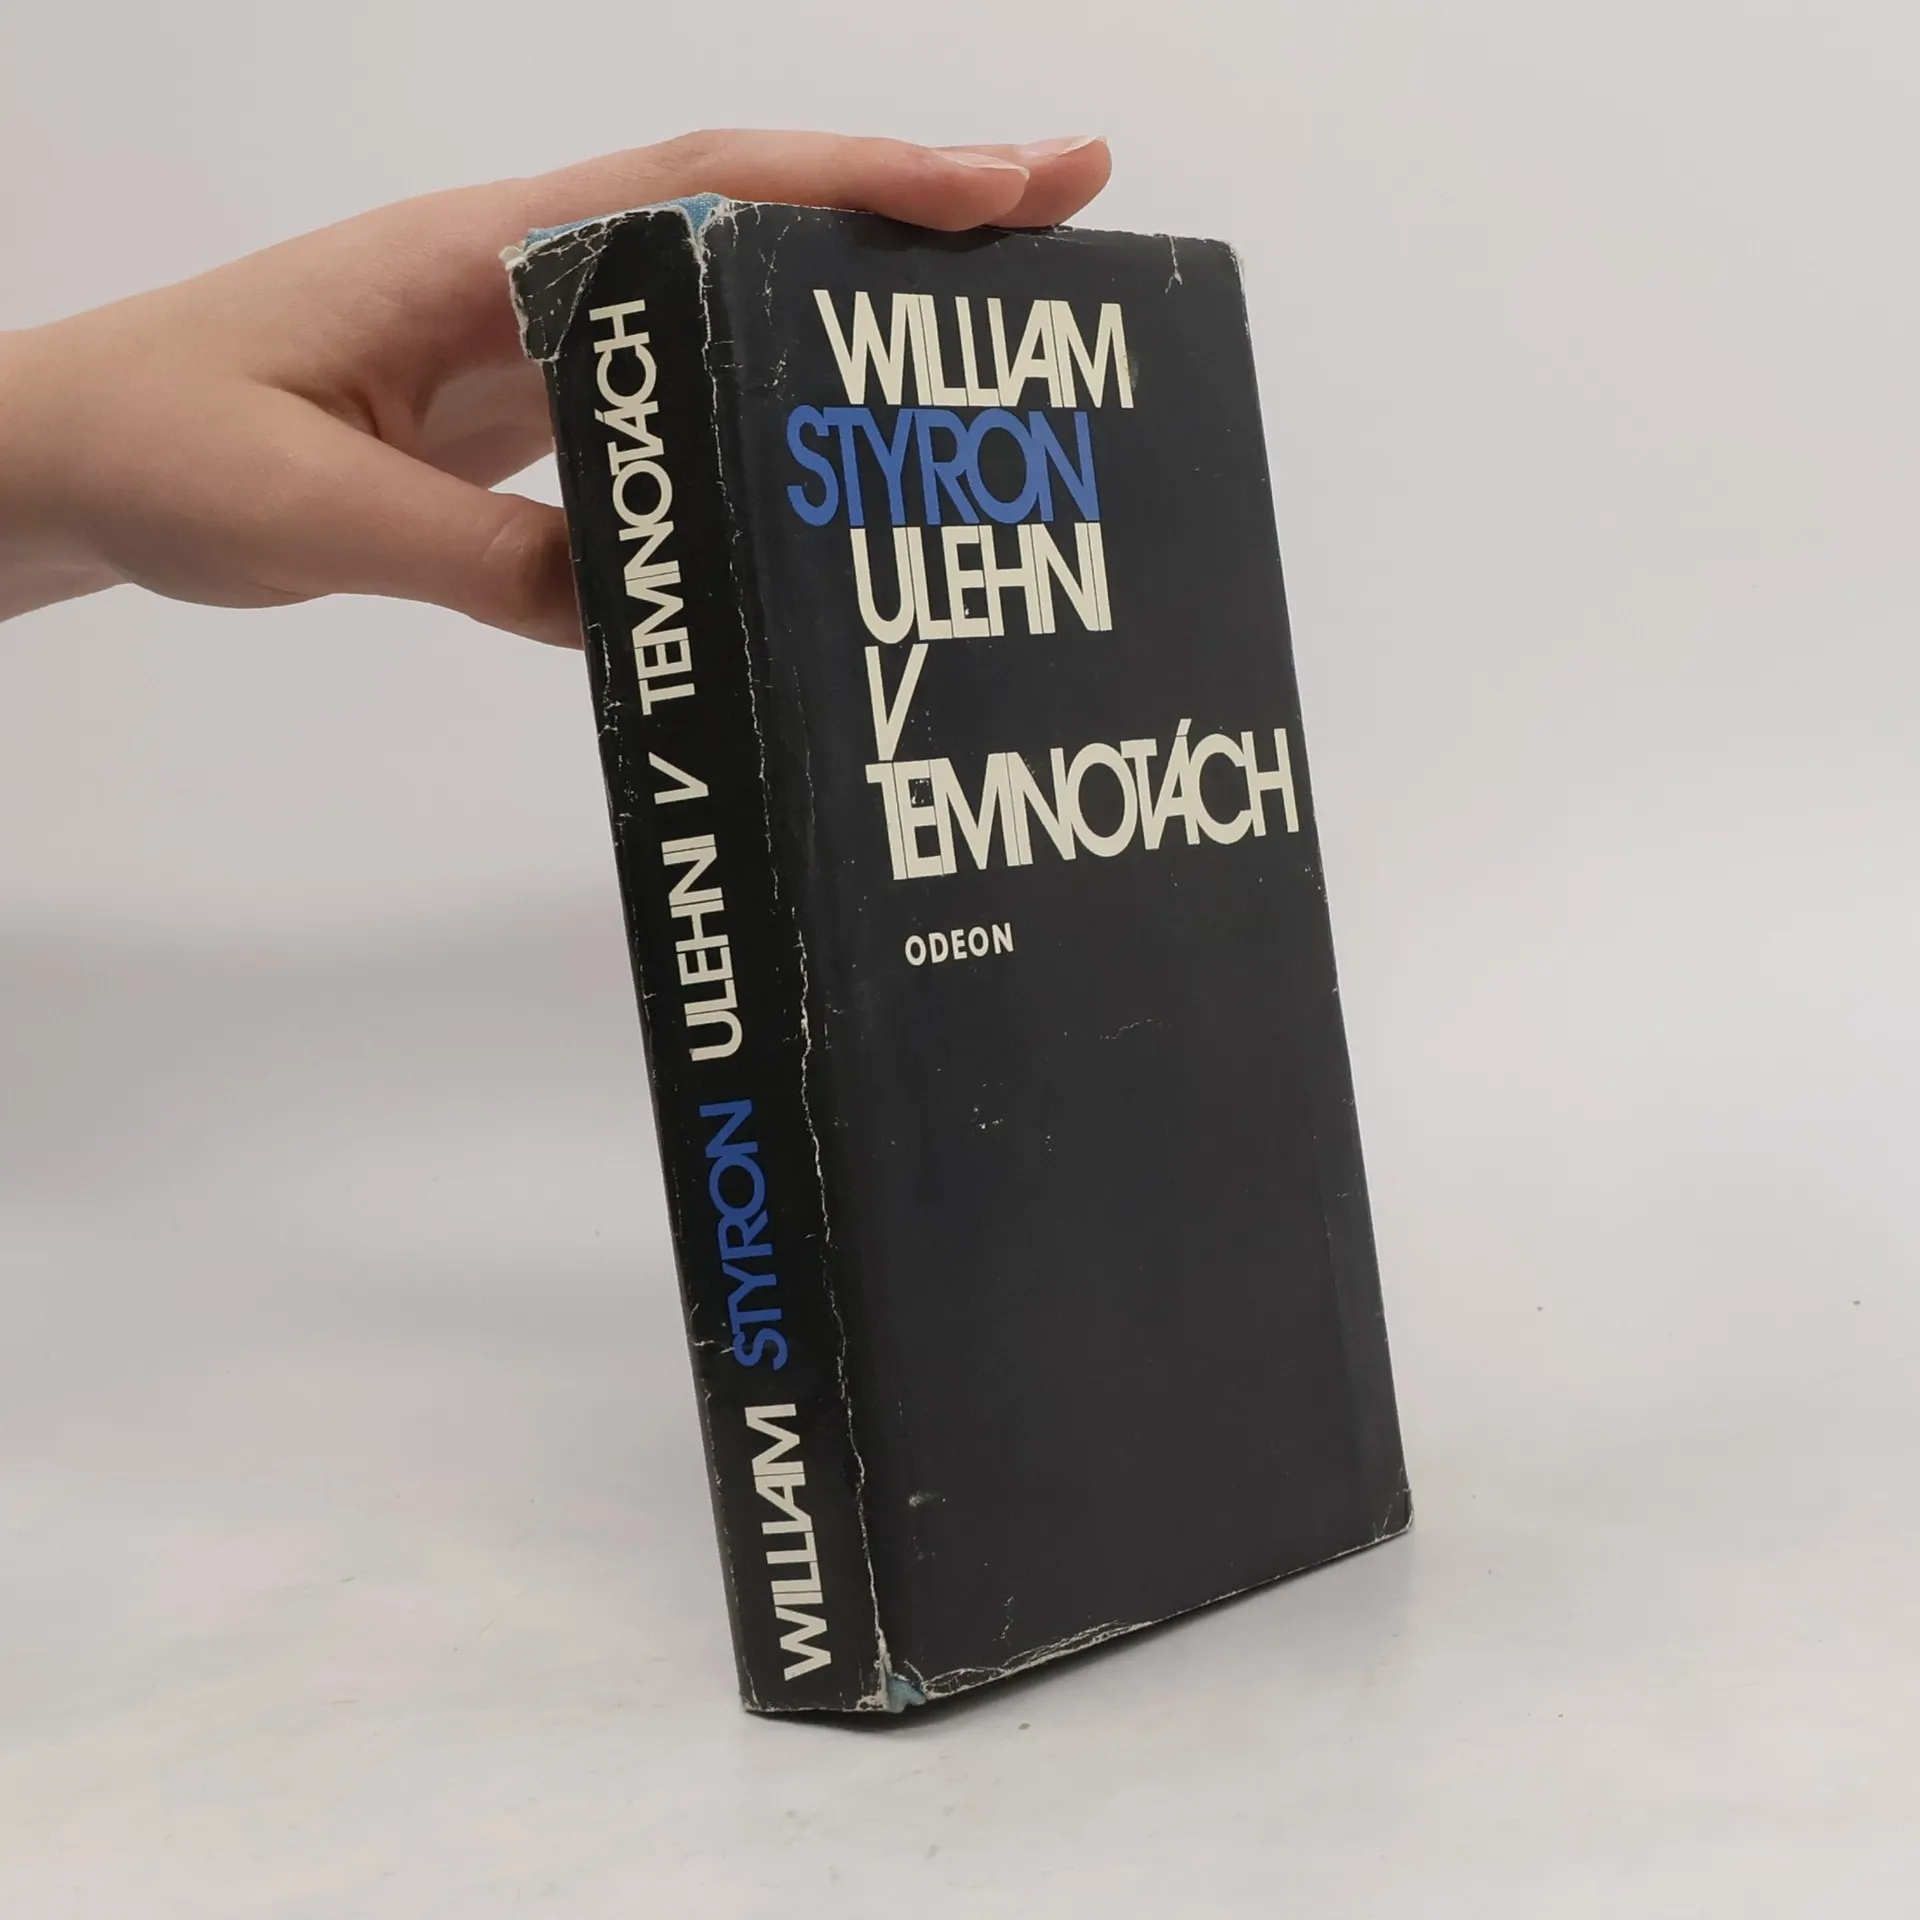 WILLIAM
STYRON
ULEHNI
V
TEMNOTÁCH
ODEON
WILLIAM STYRON ULEHNI V TEMNOTÁCH